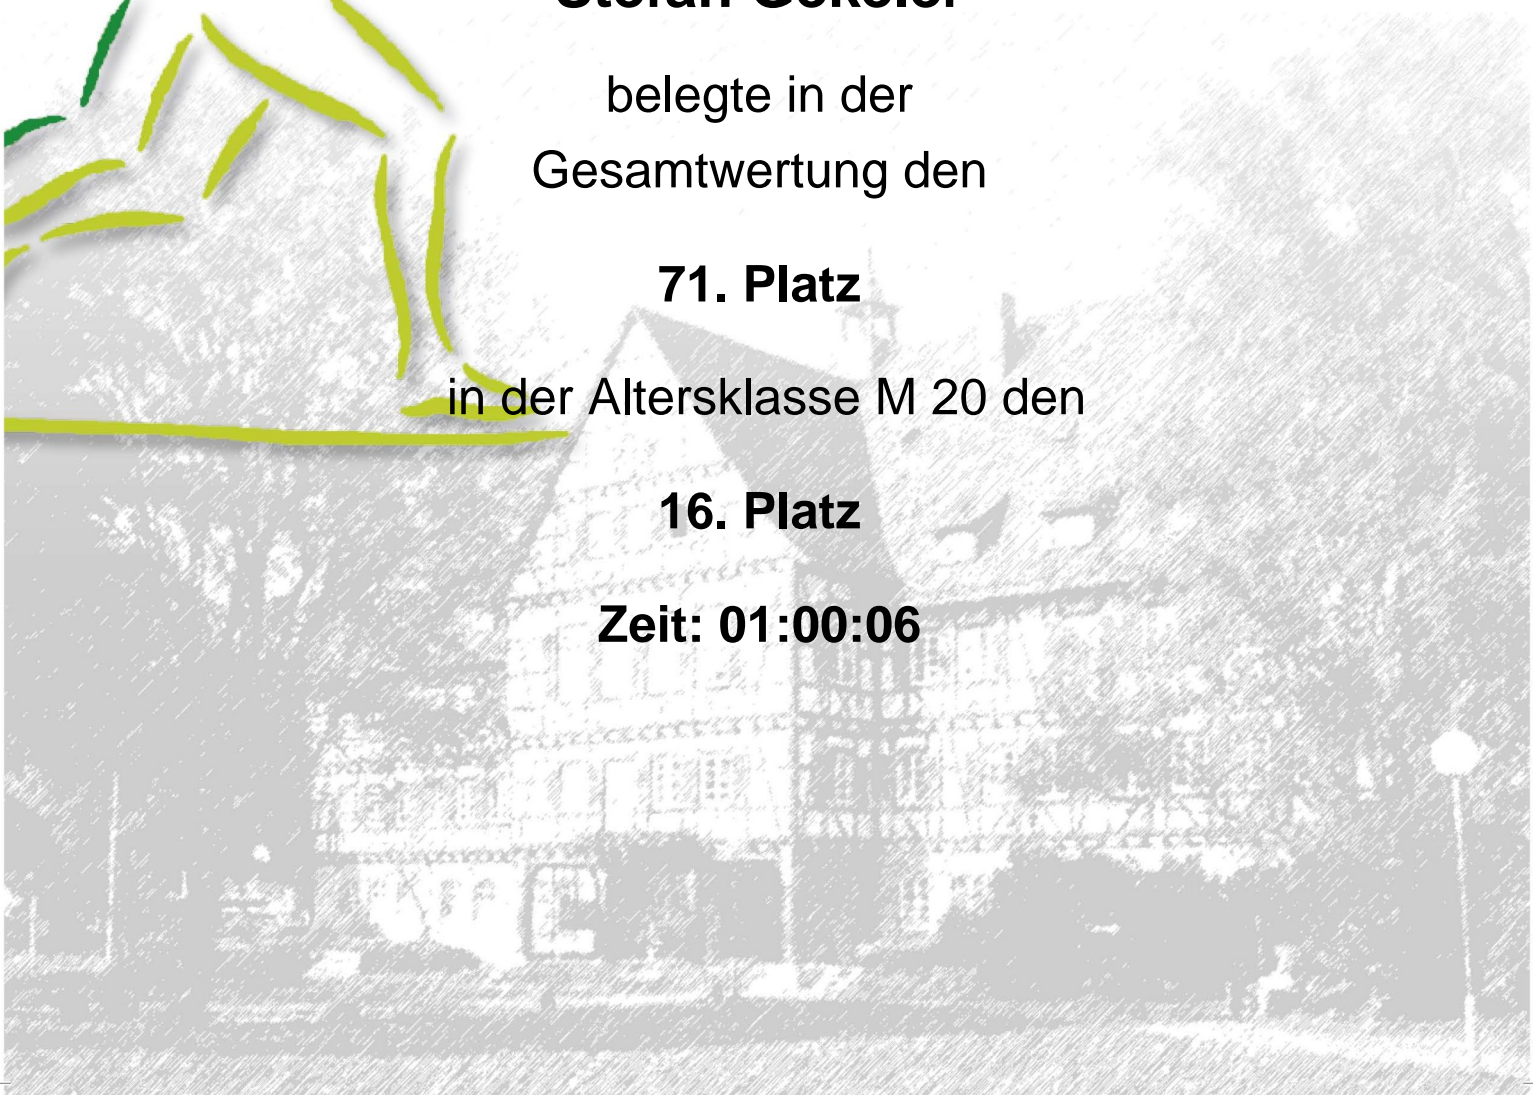 belegte in der
Gesamtwertung den
71. Platz
in der Altersklasse M 20 den
16. Platz
Zeit: 01:00:06